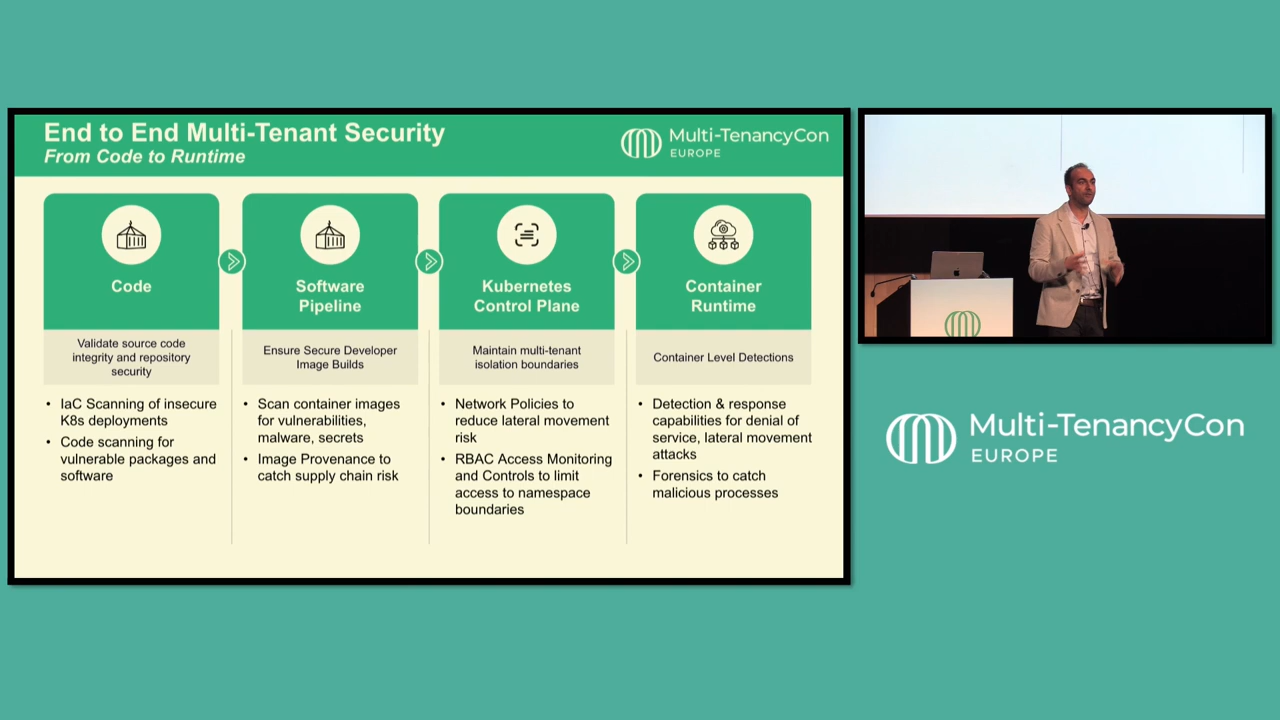 End to End Multi-Tenant Security
From Code to Runtime
Multi-TenancyCon
EUROPE
Code
Validate source code
integrity and repository
security
• IaC Scanning of insecure
K8s deployments
• Code scanning for
vulnerable packages and
software
Software
Pipeline
Ensure Secure Developer
Image Builds
• Scan container images
for vulnerabilities,
malware, secrets
• Image Provenance to
catch supply chain risk
Kubernetes
Control Plane
Maintain multi-tenant
isolation boundaries
• Network Policies to
reduce lateral movement
risk
• RBAC Access Monitoring
and Controls to limit
access to namespace
boundaries
Container
Runtime
Container Level Detections
• Detection & response
capabilities for denial of
service, lateral movement
attacks
• Forensics to catch
malicious processes
Multi-TenancyCon
EUROPE